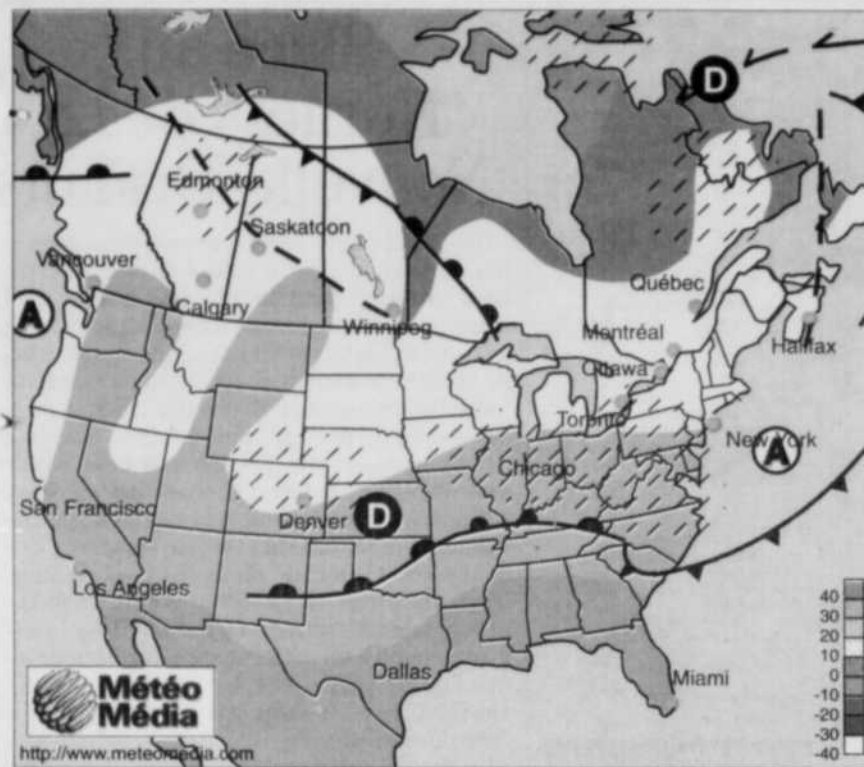 D
Edmonton
Saskatoon
Vancouver
Calgary
Québec
A
Winnipeg
Montréal
Halifax
Ottawa
Toronto
New York
A
Chicago
San Francisco
Denver
D
Los Angeles
40
30
20
10
0
-10
-20
-30
-40
Dallas
Miami
Météo
Média
http://www.meteomedia.com